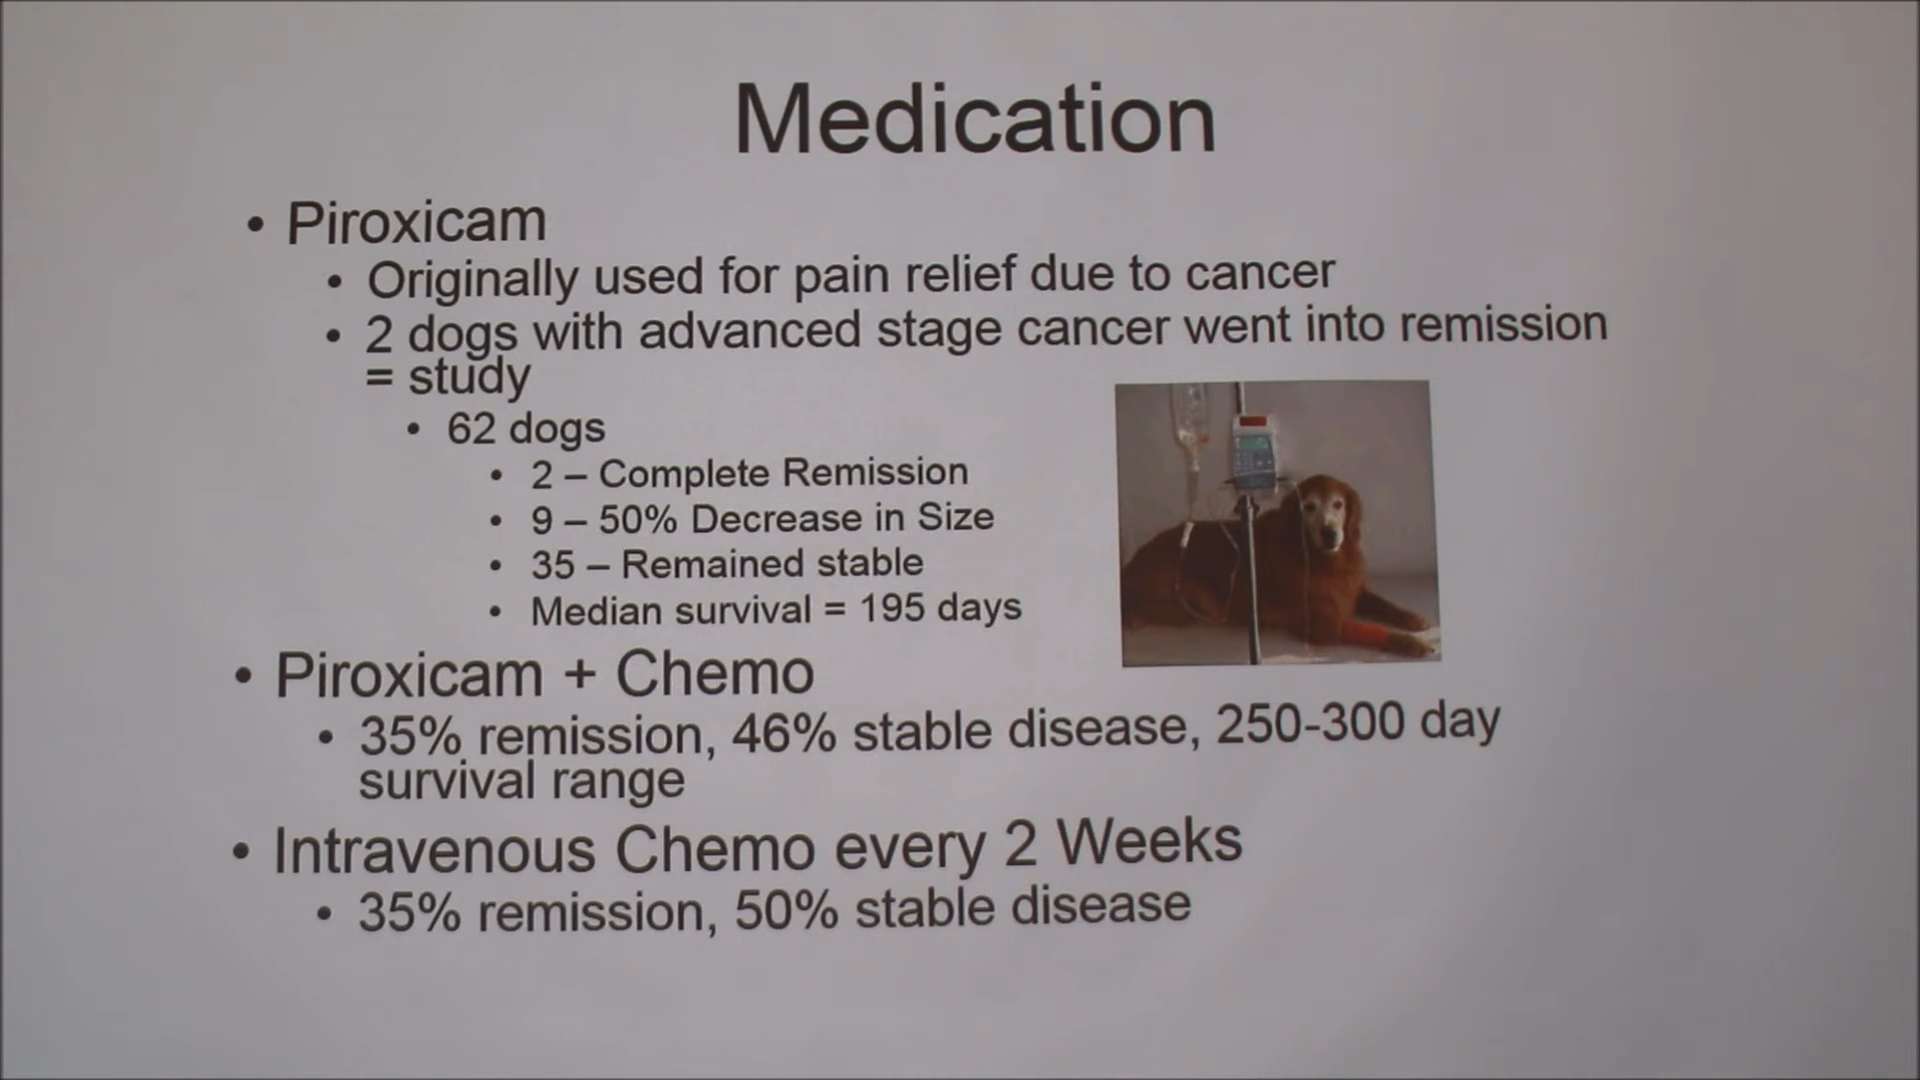 Medication
• Piroxicam
• Originally used for pain relief due to cancer
• 2 dogs with advanced stage cancer went into remission
= study
• 62 dogs
• 2 – Complete Remission
• 9 – 50% Decrease in Size
• 35 – Remained stable
• Median survival = 195 days
• Piroxicam + Chemo
• 35% remission, 46% stable disease, 250-300 day
survival range
• Intravenous Chemo every 2 Weeks
• 35% remission, 50% stable disease